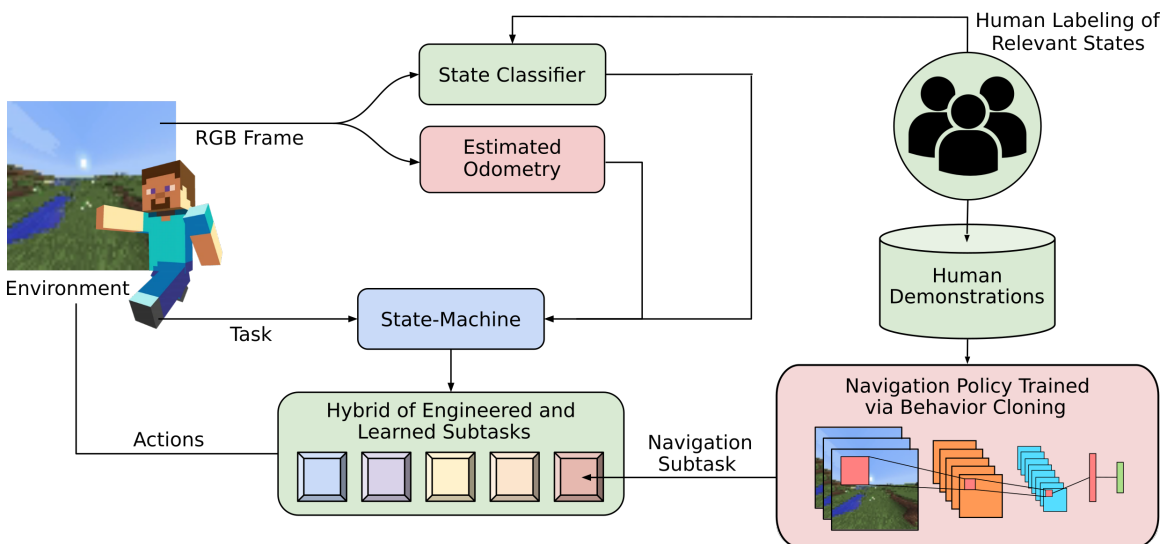 Human Labeling of
Relevant States
State Classifier
RGB Frame
Estimated
Odometry
Environment
Human
Demonstrations
Task
State-Machine
Navigation Policy Trained
via Behavior Cloning
Hybrid of Engineered and
Learned Subtasks
Actions
Navigation
Subtask